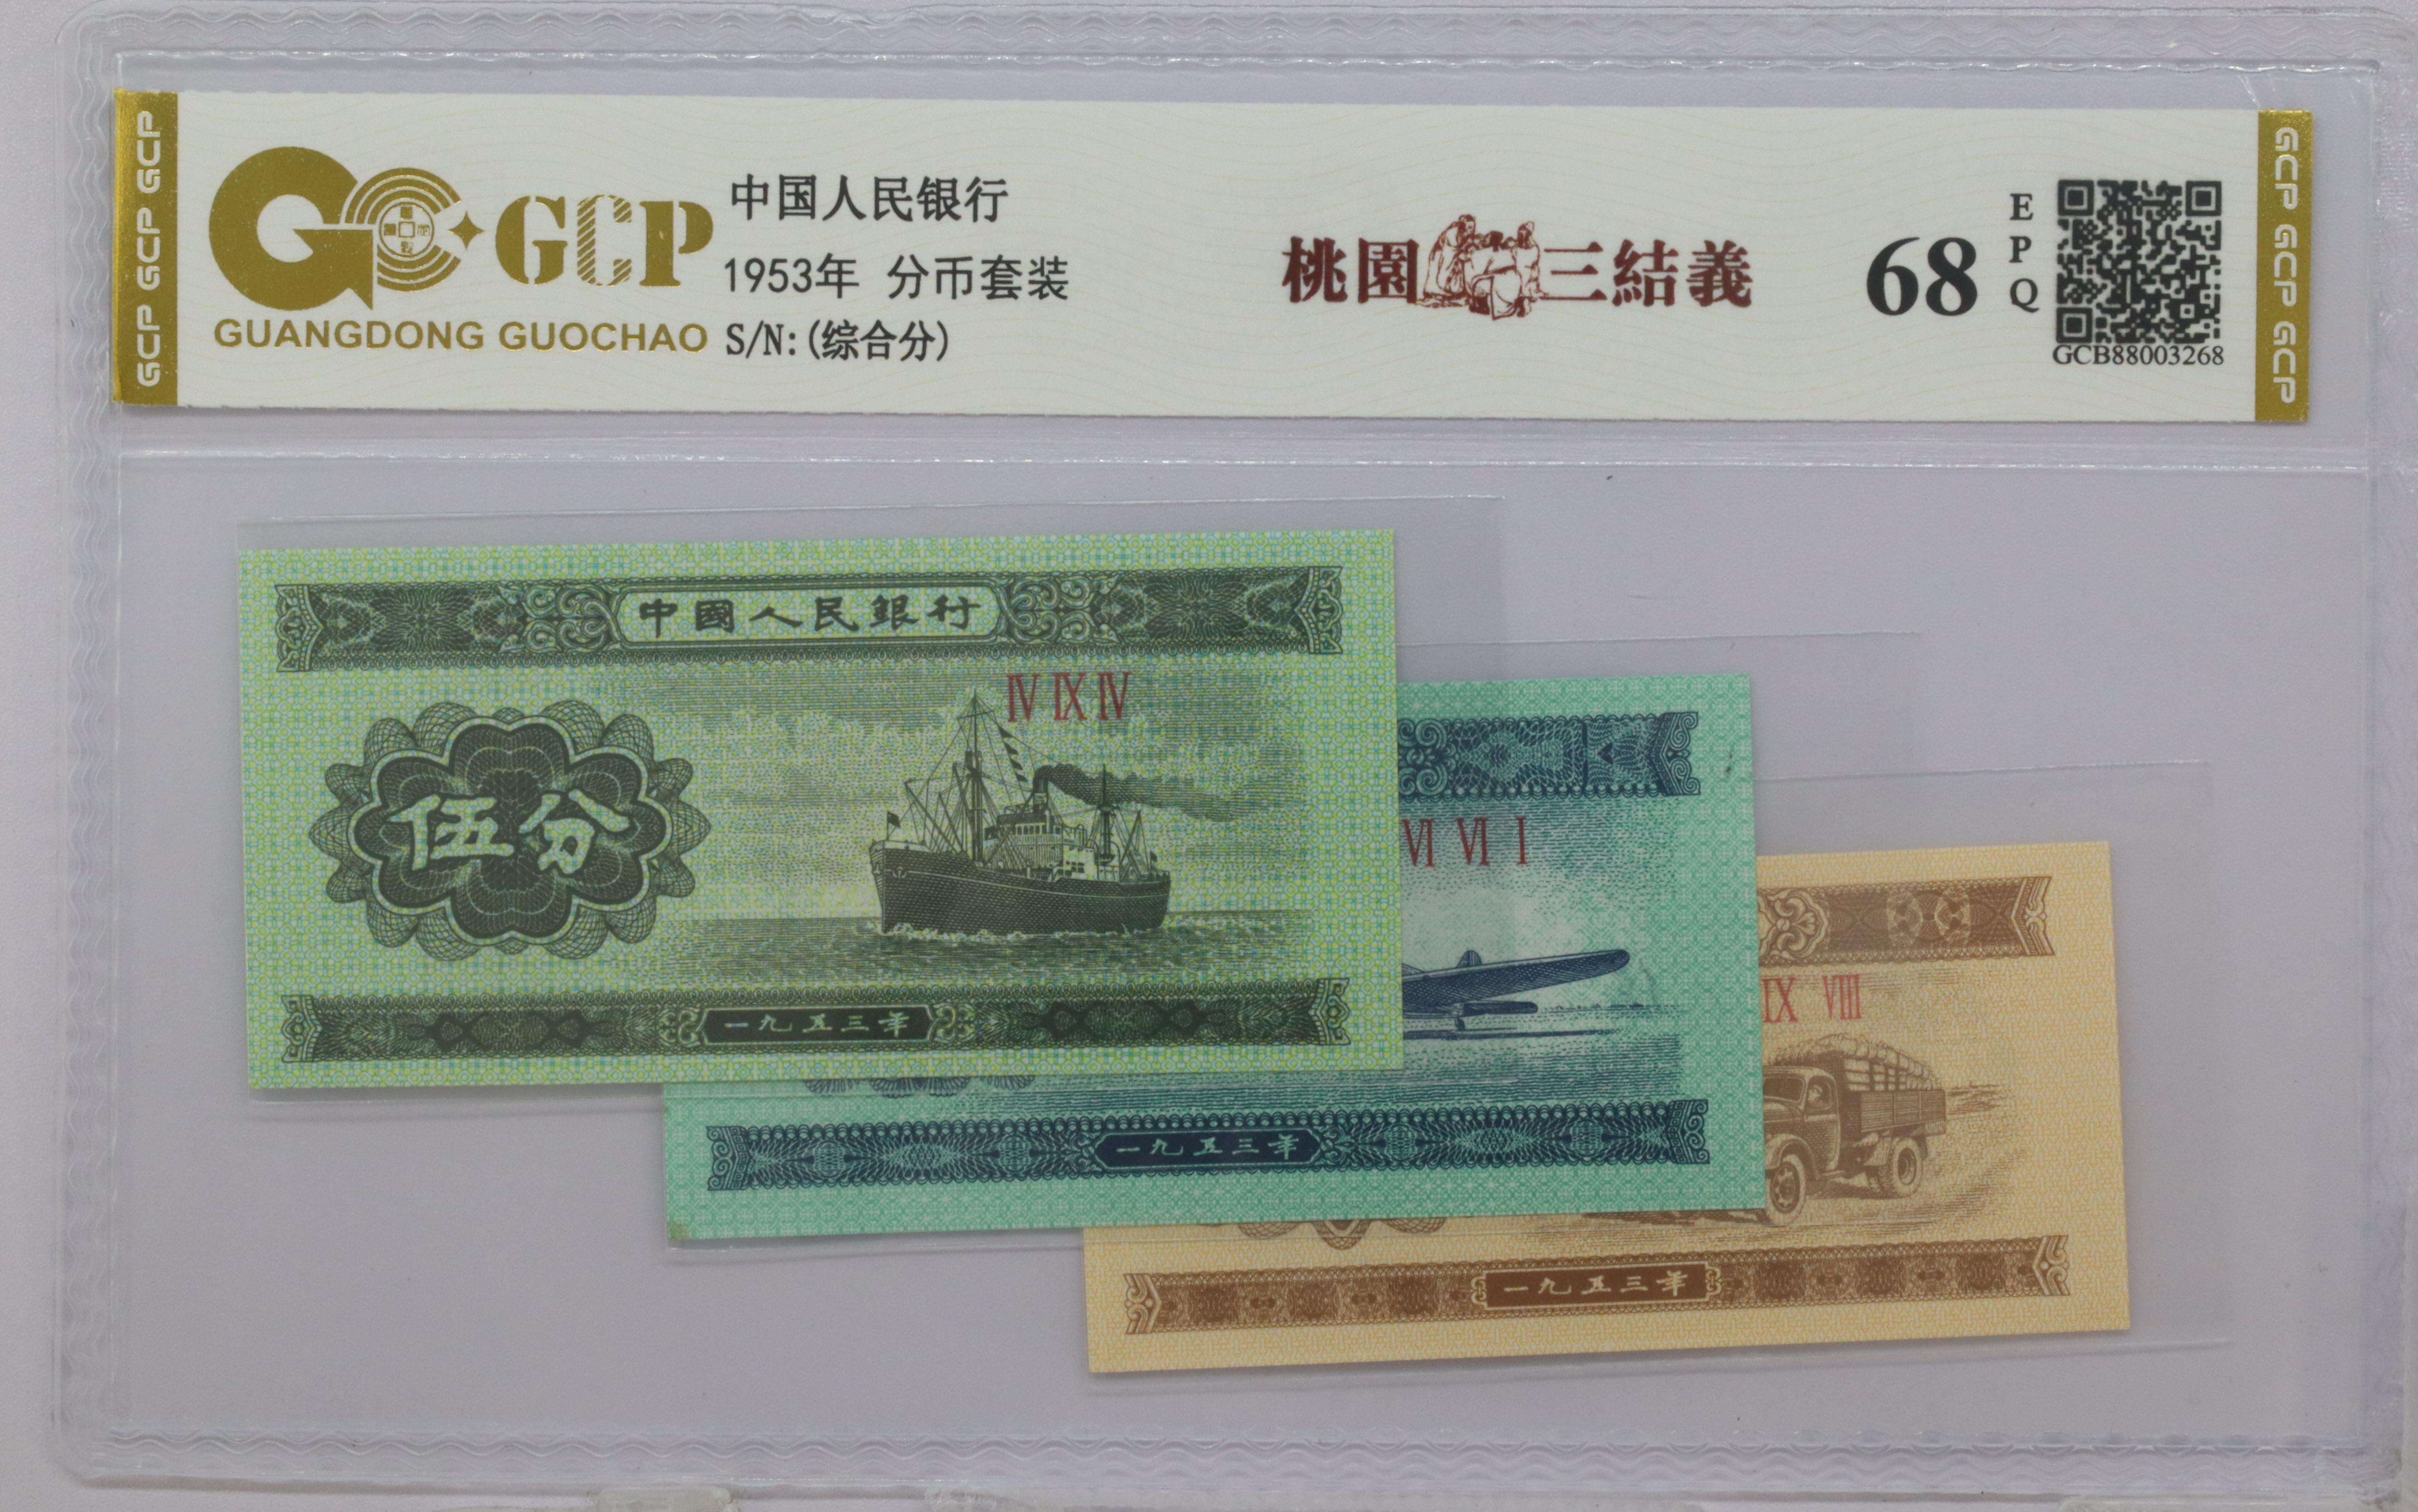 GCP GCP GCP
GCP
GUANGDONG GUOCHAO
中国人民银行
1953年 分币套装
S/N:(综合分)
桃園三結義
68
EPQ
GCB88003268
GCP GCP GCP
中國人民銀行
IV IX IV
伍分
一九五三年
VI VI I
一九五三年
IX VIII
一九五三年